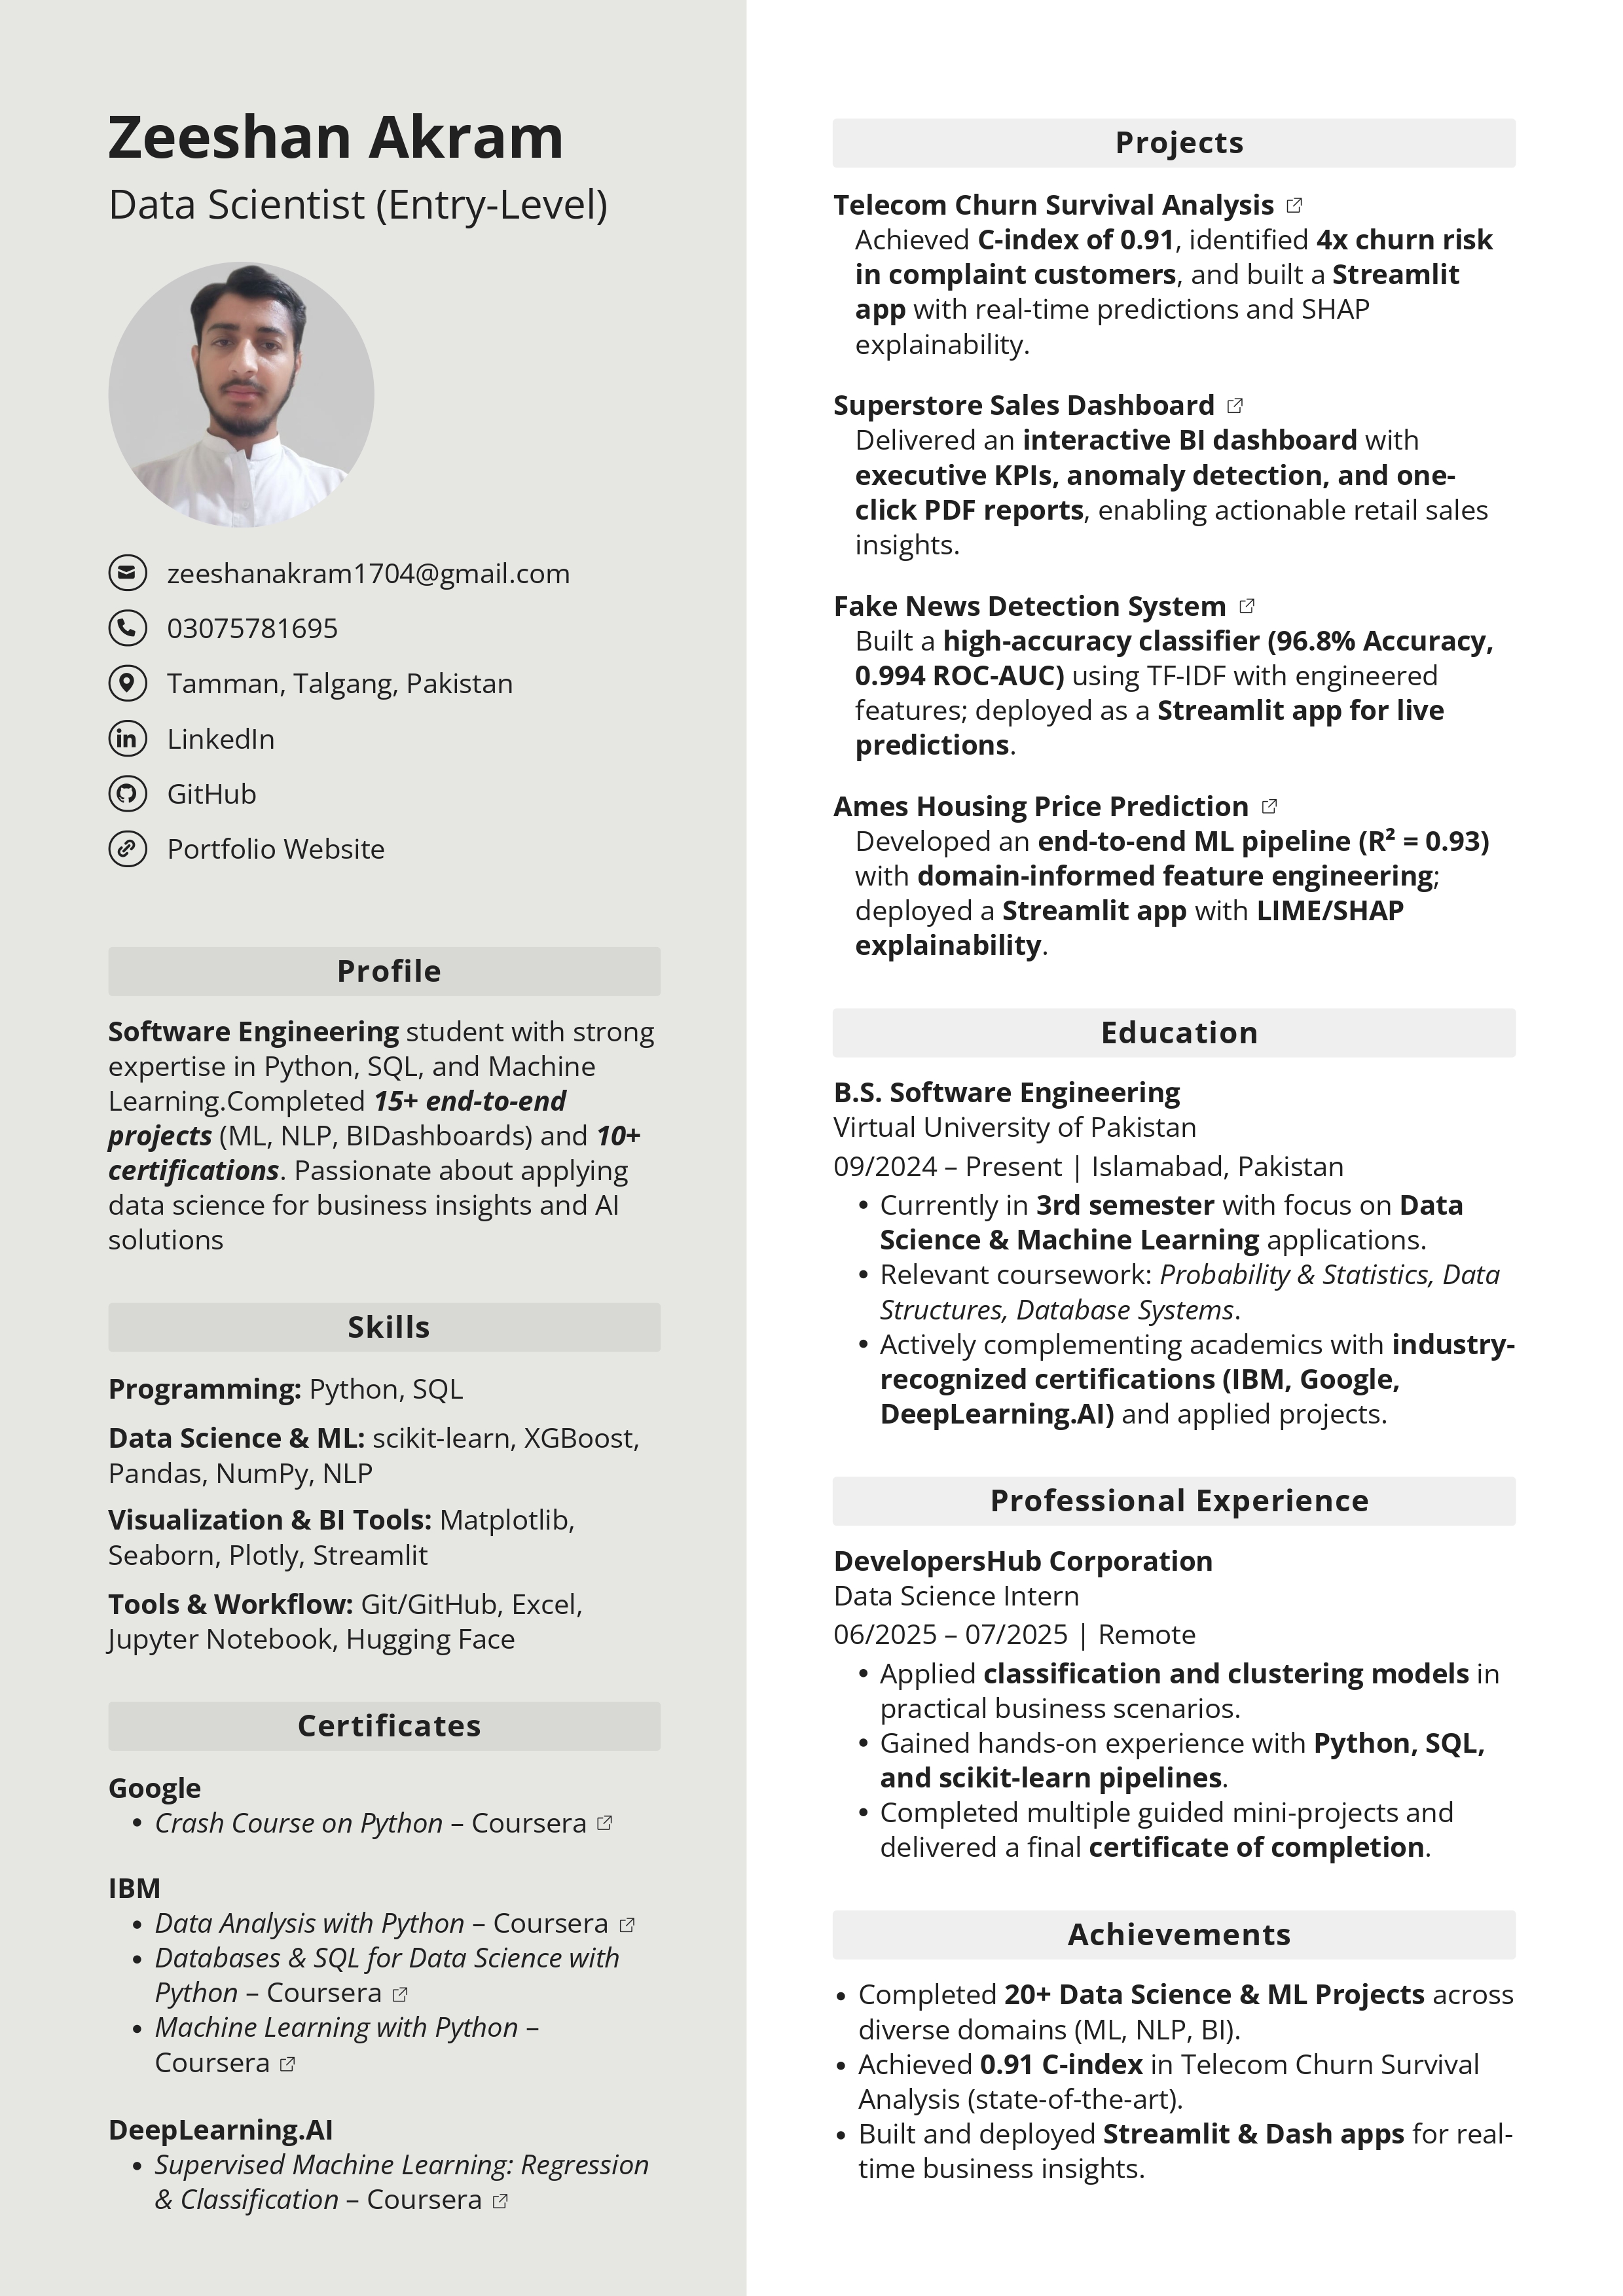 Zeeshan Akram
Data Scientist (Entry-Level)
zeeshanakram1704@gmail.com
03075781695
Tamman, Talgang, Pakistan
LinkedIn
GitHub
Portfolio Website
Profile
Software Engineering student with strong
expertise in Python, SQL, and Machine
Learning.Completed 15+ end-to-end
projects (ML, NLP, BIDashboards) and 10+
certifications. Passionate about applying
data science for business insights and AI
solutions
Skills
Programming: Python, SQL
Data Science & ML: scikit-learn, XGBoost,
Pandas, NumPy, NLP
Visualization & BI Tools: Matplotlib,
Seaborn, Plotly, Streamlit
Tools & Workflow: Git/GitHub, Excel,
Jupyter Notebook, Hugging Face
Certificates
Google
• Crash Course on Python – Coursera
IBM
• Data Analysis with Python – Coursera
• Databases & SQL for Data Science with
Python – Coursera
• Machine Learning with Python –
Coursera
DeepLearning.AI
• Supervised Machine Learning: Regression
& Classification – Coursera
Projects
Telecom Churn Survival Analysis
Achieved C-index of 0.91, identified 4x churn risk
in complaint customers, and built a Streamlit
app with real-time predictions and SHAP
explainability.
Superstore Sales Dashboard
Delivered an interactive BI dashboard with
executive KPIs, anomaly detection, and one-
click PDF reports, enabling actionable retail sales
insights.
Fake News Detection System
Built a high-accuracy classifier (96.8% Accuracy,
0.994 ROC-AUC) using TF-IDF with engineered
features; deployed as a Streamlit app for live
predictions.
Ames Housing Price Prediction
Developed an end-to-end ML pipeline (R² = 0.93)
with domain-informed feature engineering;
deployed a Streamlit app with LIME/SHAP
explainability.
Education
B.S. Software Engineering
Virtual University of Pakistan
09/2024 – Present | Islamabad, Pakistan
• Currently in 3rd semester with focus on Data
Science & Machine Learning applications.
• Relevant coursework: Probability & Statistics, Data
Structures, Database Systems.
• Actively complementing academics with industry-
recognized certifications (IBM, Google,
DeepLearning.AI) and applied projects.
Professional Experience
DevelopersHub Corporation
Data Science Intern
06/2025 – 07/2025 | Remote
• Applied classification and clustering models in
practical business scenarios.
• Gained hands-on experience with Python, SQL,
and scikit-learn pipelines.
• Completed multiple guided mini-projects and
delivered a final certificate of completion.
Achievements
• Completed 20+ Data Science & ML Projects across
diverse domains (ML, NLP, BI).
• Achieved 0.91 C-index in Telecom Churn Survival
Analysis (state-of-the-art).
• Built and deployed Streamlit & Dash apps for real-
time business insights.